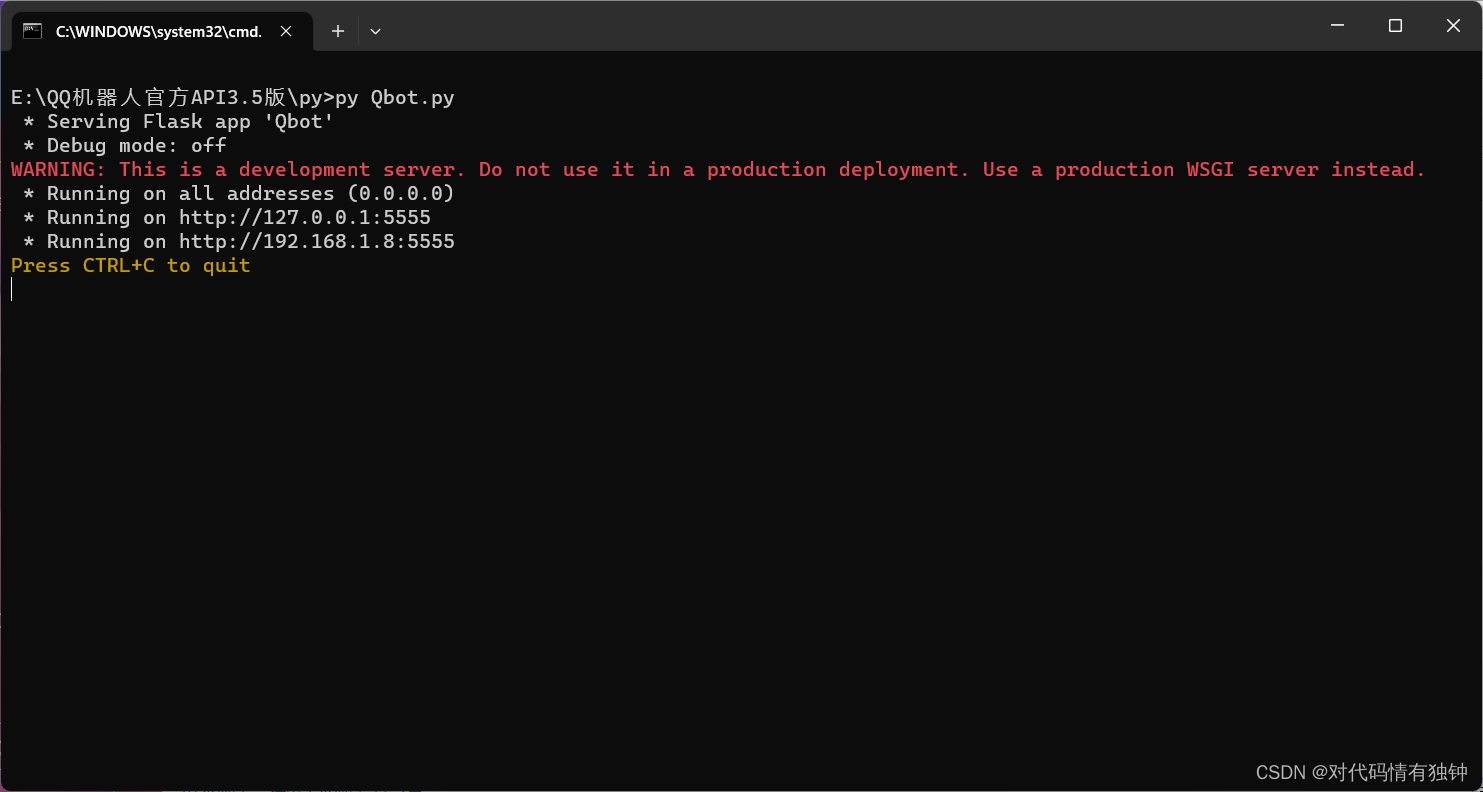 C:\WINDOWS\system32\cmd.
E:\QQ机器人官方API3.5版\py>py Qbot.py
* Serving Flask app 'Qbot'
* Debug mode: off
WARNING: This is a development server. Do not use it in a production deployment. Use a production WSGI server instead.
* Running on all addresses (0.0.0.0)
* Running on http://127.0.0.1:5555
* Running on http://192.168.1.8:5555
Press CTRL+C to quit
CSDN @对代码情有独钟